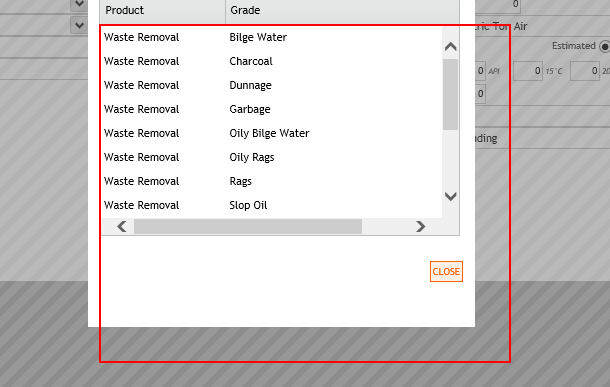 Product Grade 0
ric Ton Air
Waste Removal Bilge Water Estimated
Waste Removal Charcoal 0 API 0 15°C 0 20
Waste Removal Dunnage 0
Waste Removal Garbage
Waste Removal Oily Bilge Water nding
Waste Removal Oily Rags
Waste Removal Rags
Waste Removal Slop Oil
CLOSE